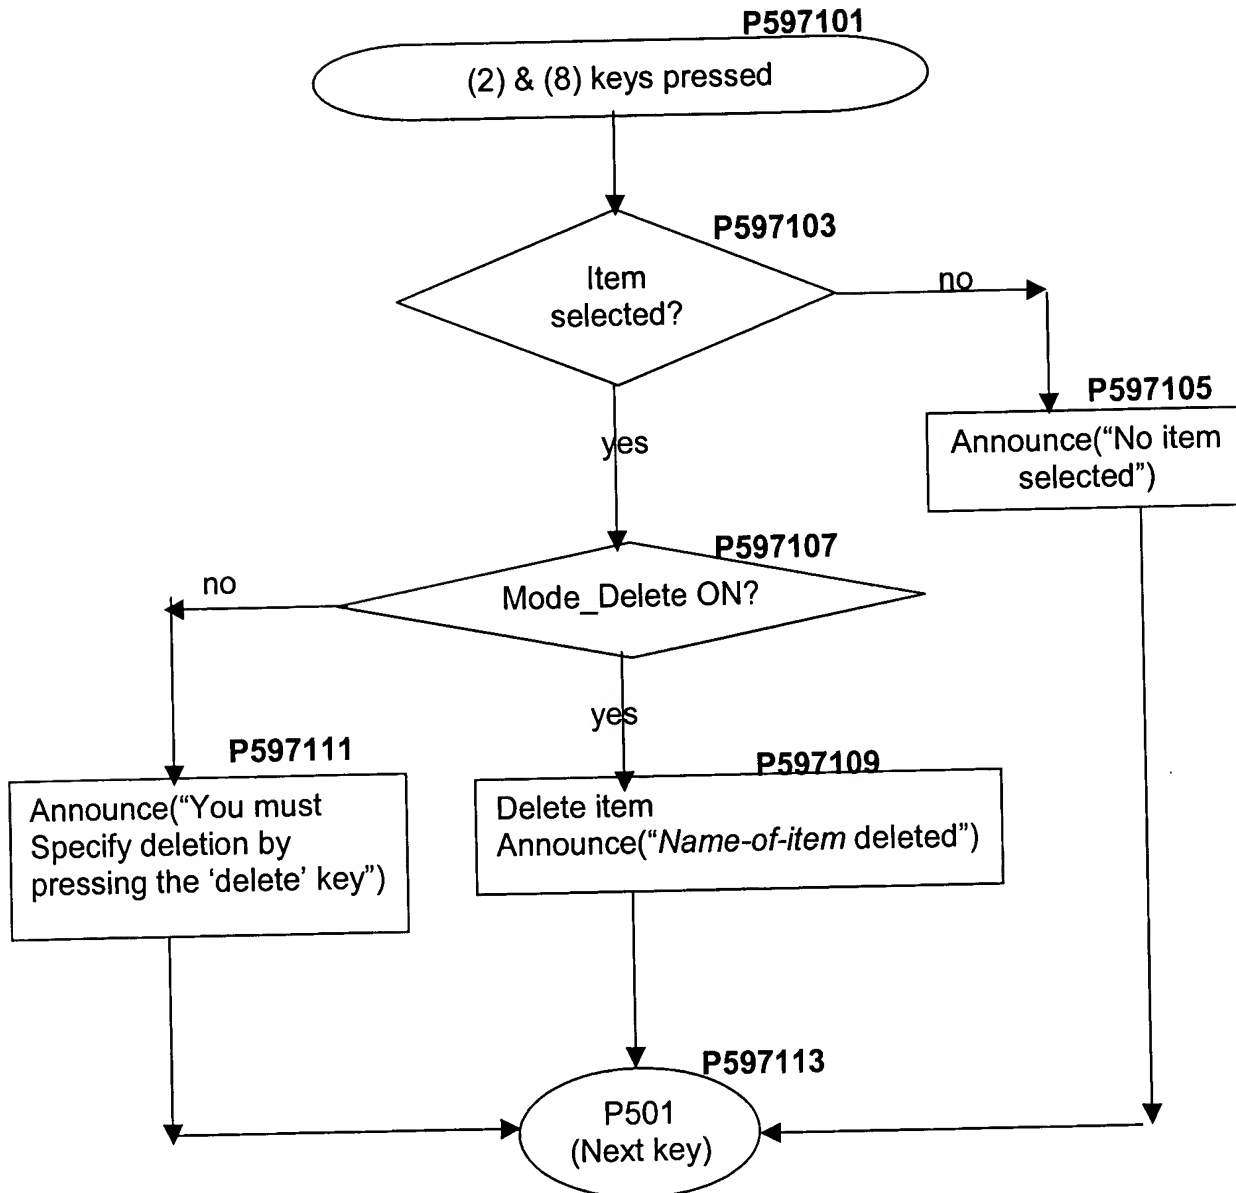 P597101
(2) & (8) keys pressed
P597103
Item
selected?
no
P597105
Announce(“No item
selected”)
yes
P597107
Mode_Delete ON?
no
yes
P597111
Announce(“You must
Specify deletion by
pressing the ‘delete’ key”)
P597109
Delete item
Announce(“Name-of-item deleted”)
P597113
P501
(Next key)